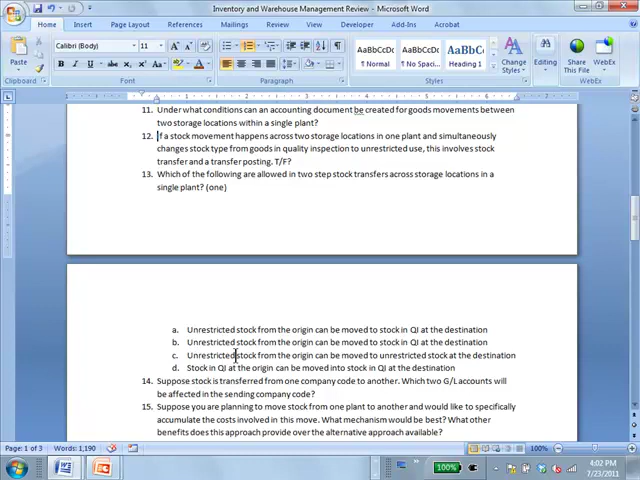 Inventory and Warehouse Management Review - Microsoft Word
Home Insert Page Layout References Mailings Review View Developer Add-Ins Acrobat
Calibri (Body) 11
Paste
B I U
AaBbCcDc AaBbCcDc AaBbC
¶ Normal ¶ No Spaci... Heading 1
Change Styles
Editing
Share This File
Clipboard Font Paragraph Styles WebEx
11. Under what conditions can an accounting document be created for goods movements between
two storage locations within a single plant?
12. If a stock movement happens across two storage locations in one plant and simultaneously
changes stock type from goods in quality inspection to unrestricted use, this involves stock
transfer and a transfer posting. T/F?
13. Which of the following are allowed in two step stock transfers across storage locations in a
single plant? (one)
a. Unrestricted stock from the origin can be moved to stock in QI at the destination
b. Unrestricted stock from the origin can be moved to stock in QI at the destination
c. Unrestricted stock from the origin can be moved to unrestricted stock at the destination
d. Stock in QI at the origin can be moved into stock in QI at the destination
14. Suppose stock is transferred from one company code to another. Which two G/L accounts will
be affected in the sending company code?
15. Suppose you are planning to move stock from one plant to another and would like to specifically
accumulate the costs involved in this move. What mechanism would be best? What other
benefits does this approach provide over the alternative approach available?
Page: 1 of 3 Words: 1,190 100%
100% 4:02 PM
7/23/2011